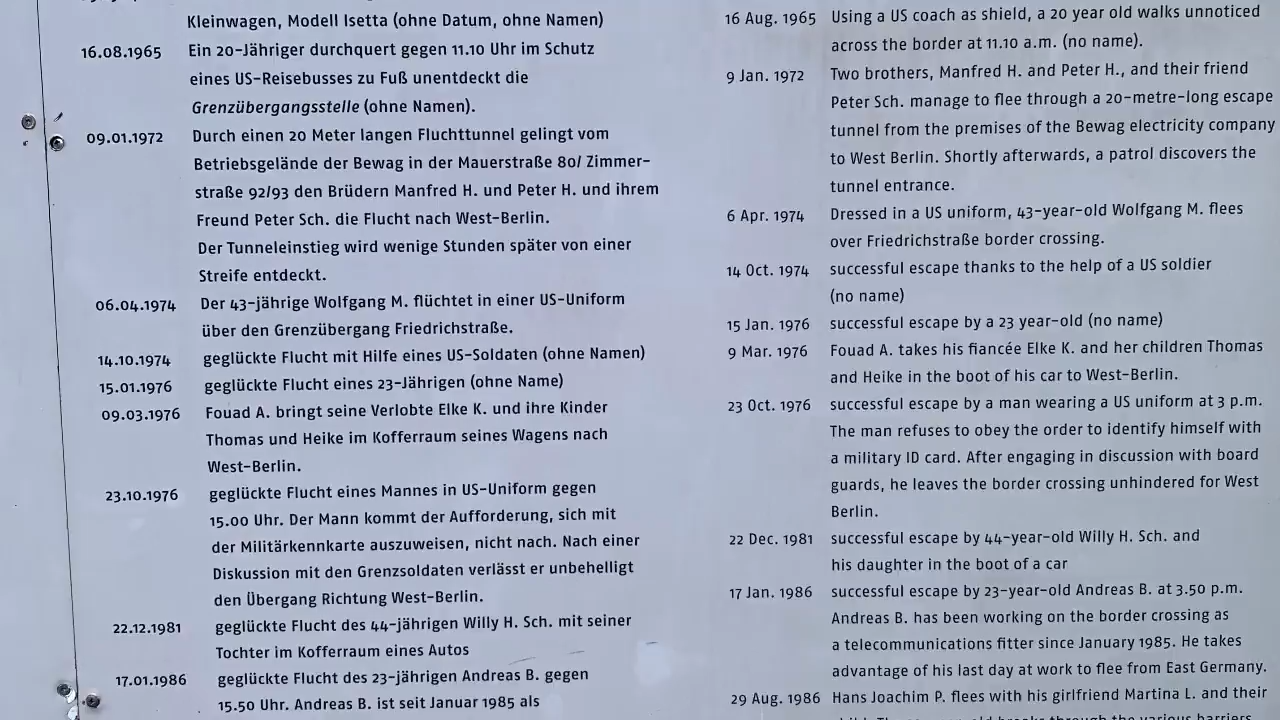 Kleinwagen, Modell Isetta (ohne Datum, ohne Namen)
16.08.1965 Ein 20-Jähriger durchquert gegen 11.10 Uhr im Schutz
eines US-Reisebusses zu Fuß unentdeckt die
Grenzübergangsstelle (ohne Namen).
09.01.1972 Durch einen 20 Meter langen Fluchttunnel gelingt vom
Betriebsgelände der Bewag in der Mauerstraße 80/ Zimmer-
straße 92/93 den Brüdern Manfred H. und Peter H. und ihrem
Freund Peter Sch. die Flucht nach West-Berlin.
Der Tunneleinstieg wird wenige Stunden später von einer
Streife entdeckt.
06.04.1974 Der 43-jährige Wolfgang M. flüchtet in einer US-Uniform
über den Grenzübergang Friedrichstraße.
14.10.1974 geglückte Flucht mit Hilfe eines US-Soldaten (ohne Namen)
15.01.1976 geglückte Flucht eines 23-Jährigen (ohne Name)
09.03.1976 Fouad A. bringt seine Verlobte Elke K. und ihre Kinder
Thomas und Heike im Kofferraum seines Wagens nach
West-Berlin.
23.10.1976 geglückte Flucht eines Mannes in US-Uniform gegen
15.00 Uhr. Der Mann kommt der Aufforderung, sich mit
der Militärkennkarte auszuweisen, nicht nach. Nach einer
Diskussion mit den Grenzsoldaten verlässt er unbehelligt
den Übergang Richtung West-Berlin.
22.12.1981 geglückte Flucht des 44-jährigen Willy H. Sch. mit seiner
Tochter im Kofferraum eines Autos
17.01.1986 geglückte Flucht des 23-jährigen Andreas B. gegen
15.50 Uhr. Andreas B. ist seit Januar 1985 als
16 Aug. 1965 Using a US coach as shield, a 20 year old walks unnoticed
across the border at 11.10 a.m. (no name).
9 Jan. 1972 Two brothers, Manfred H. and Peter H., and their friend
Peter Sch. manage to flee through a 20-metre-long escape
tunnel from the premises of the Bewag electricity company
to West Berlin. Shortly afterwards, a patrol discovers the
tunnel entrance.
6 Apr. 1974 Dressed in a US uniform, 43-year-old Wolfgang M. flees
over Friedrichstraße border crossing.
14 Oct. 1974 successful escape thanks to the help of a US soldier
(no name)
15 Jan. 1976 successful escape by a 23 year-old (no name)
9 Mar. 1976 Fouad A. takes his fiancée Elke K. and her children Thomas
and Heike in the boot of his car to West-Berlin.
23 Oct. 1976 successful escape by a man wearing a US uniform at 3 p.m.
The man refuses to obey the order to identify himself with
a military ID card. After engaging in discussion with board
guards, he leaves the border crossing unhindered for West
Berlin.
22 Dec. 1981 successful escape by 44-year-old Willy H. Sch. and
his daughter in the boot of a car
17 Jan. 1986 successful escape by 23-year-old Andreas B. at 3.50 p.m.
Andreas B. has been working on the border crossing as
a telecommunications fitter since January 1985. He takes
advantage of his last day at work to flee from East Germany.
29 Aug. 1986 Hans Joachim P. flees with his girlfriend Martina L. and their
through the various barriers